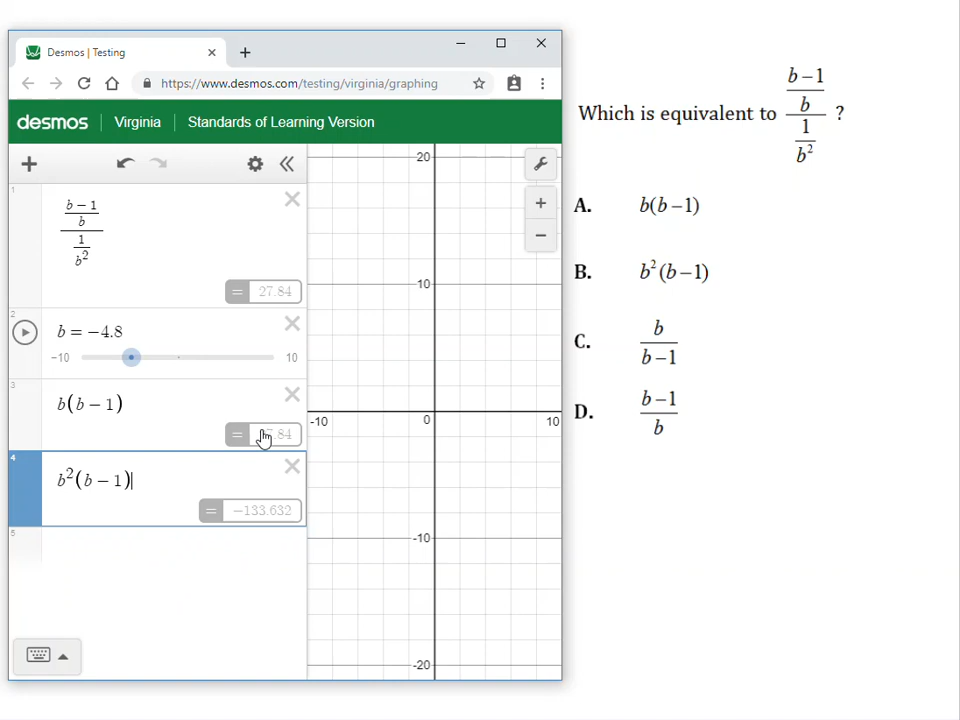 Desmos | Testing
https://www.desmos.com/testing/virginia/graphing
desmos Virginia Standards of Learning Version
1
b − 1
b
1
b²
= 27.84
2
b = −4.8
-10 10
3
b(b − 1)
= 7.84
4
b²(b − 1)
= −133.632
5
20
10
-10 0 10
-10
-20
Which is equivalent to
b − 1
b
1
b²
?
A. b(b − 1)
B. b²(b − 1)
C.
b
b − 1
D.
b − 1
b